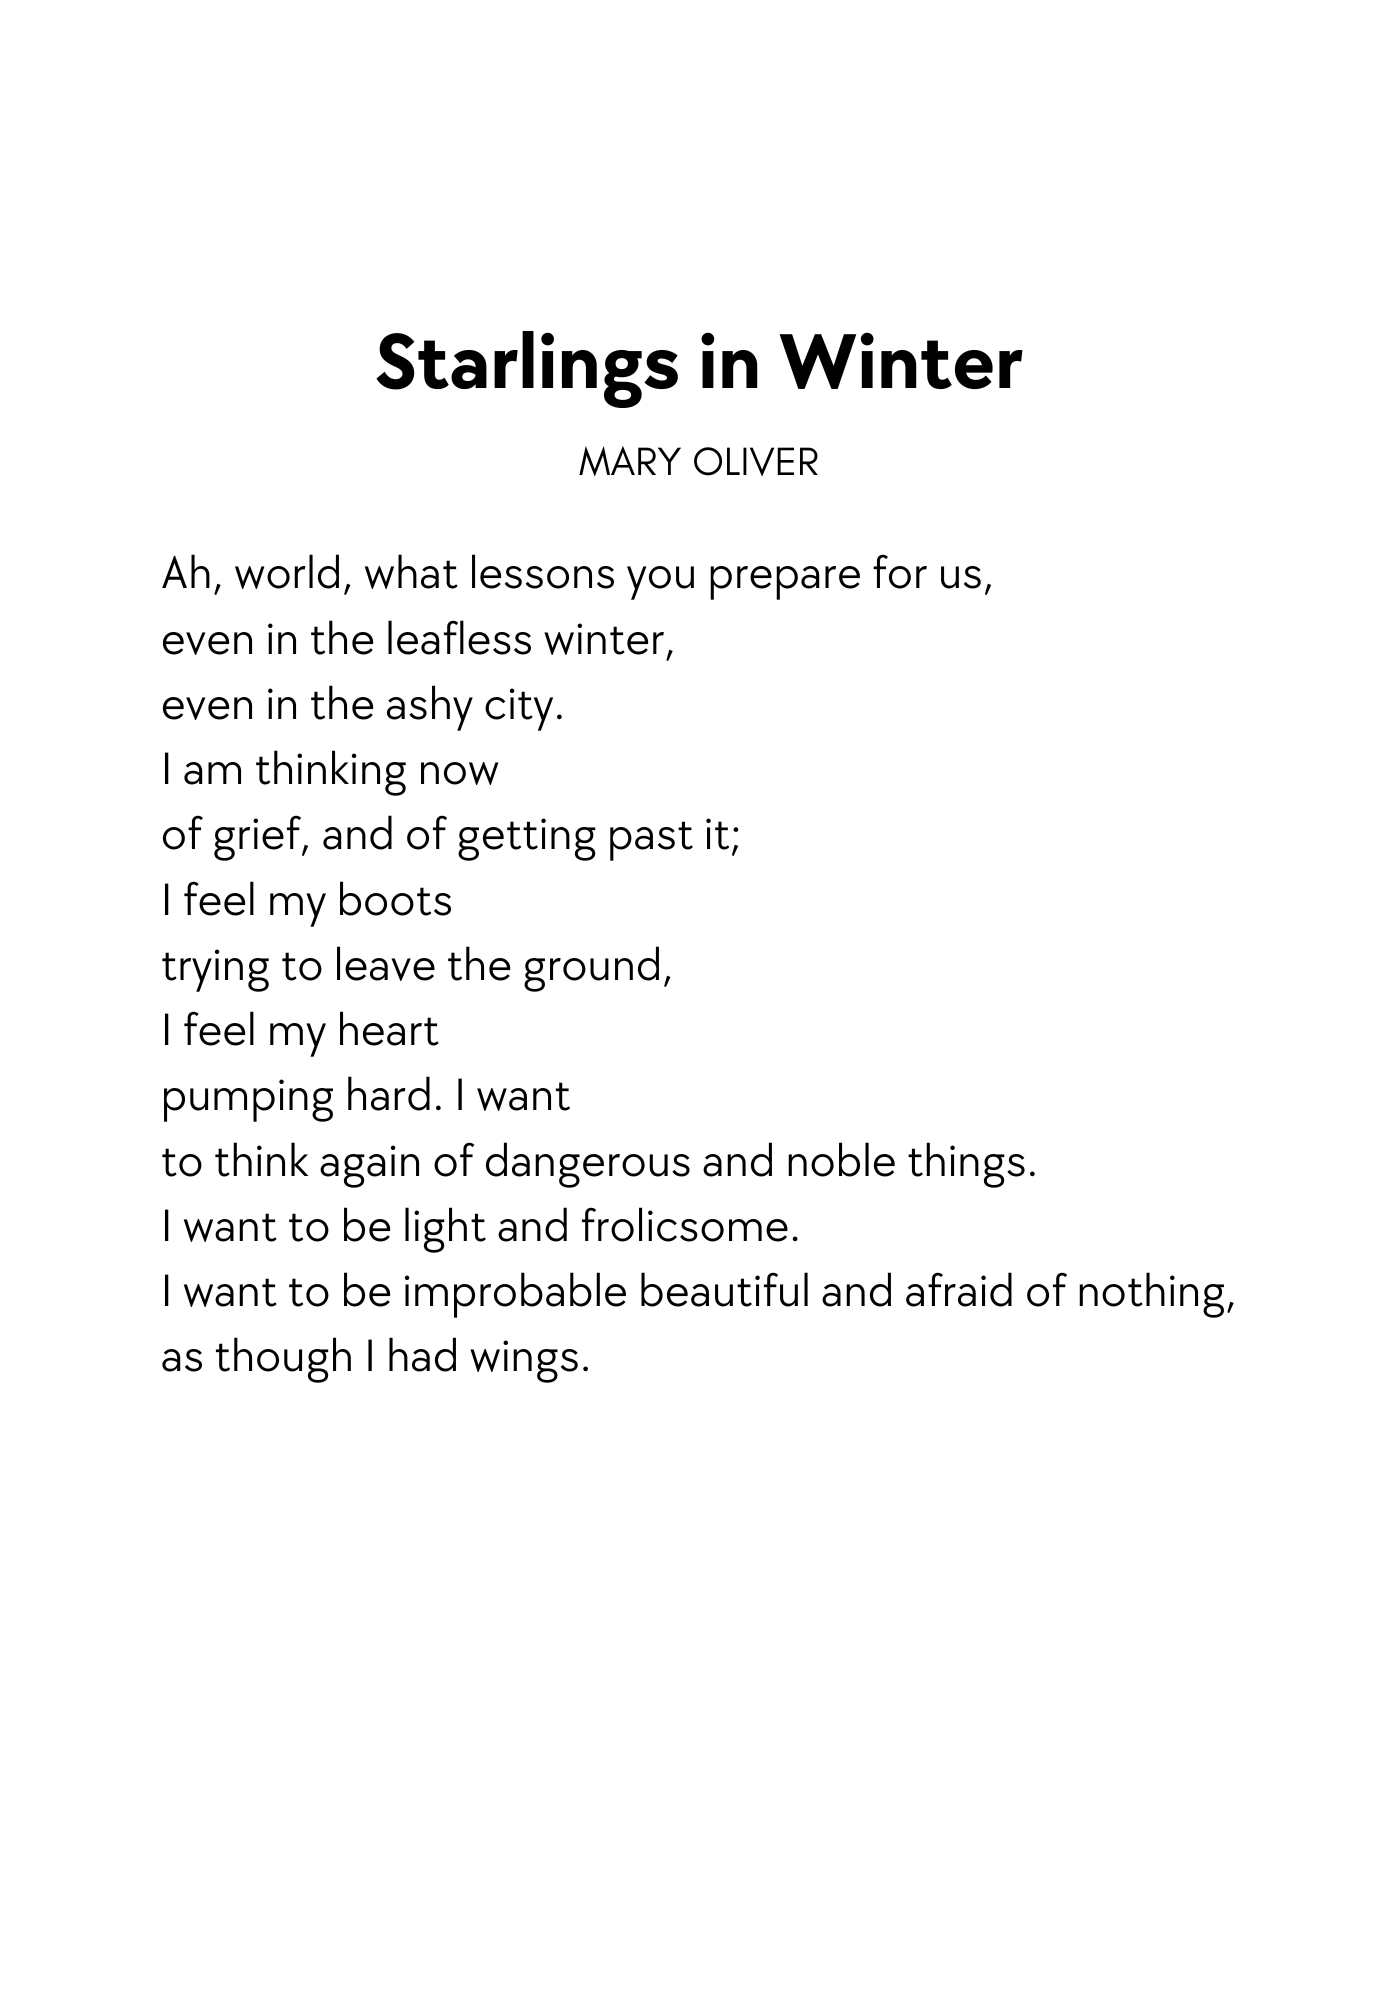 Starlings in Winter
MARY OLIVER
Ah, world, what lessons you prepare for us,
even in the leafless winter,
even in the ashy city.
I am thinking now
of grief, and of getting past it;
I feel my boots
trying to leave the ground,
I feel my heart
pumping hard. I want
to think again of dangerous and noble things.
I want to be light and frolicsome.
I want to be improbable beautiful and afraid of nothing,
as though I had wings.